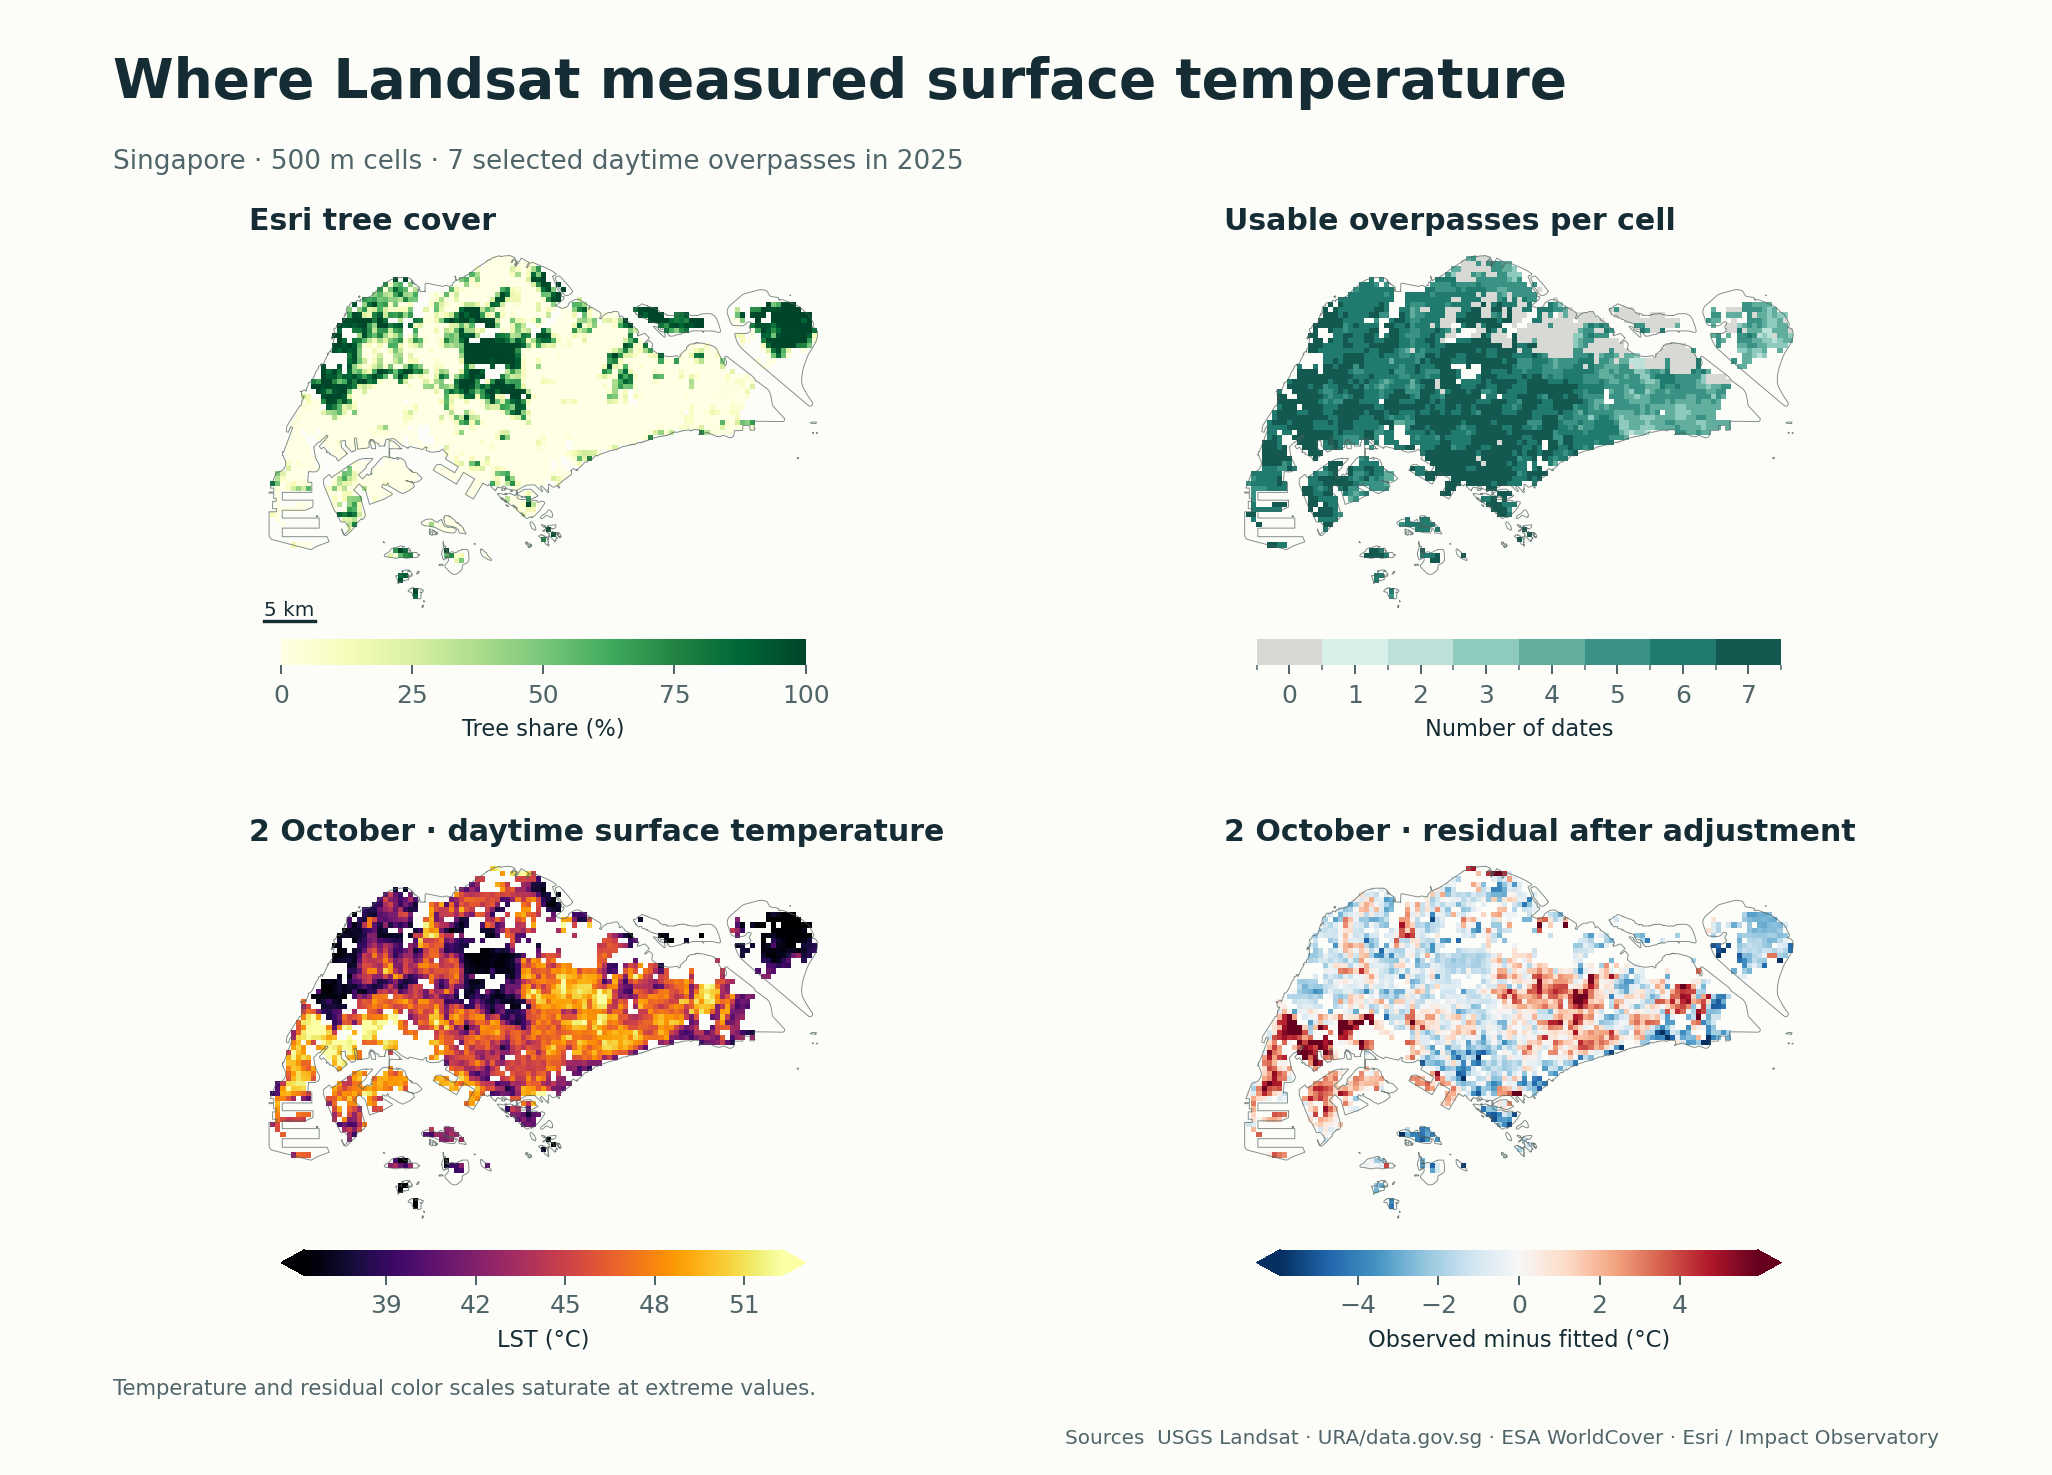 Where Landsat measured surface temperature
Singapore · 500 m cells · 7 selected daytime overpasses in 2025
Esri tree cover
Usable overpasses per cell
5 km
0 25 50 75 100
Tree share (%)
0 1 2 3 4 5 6 7
Number of dates
2 October · daytime surface temperature
2 October · residual after adjustment
39 42 45 48 51
LST (°C)
−4 −2 0 2 4
Observed minus fitted (°C)
Temperature and residual color scales saturate at extreme values.
Sources  USGS Landsat · URA/data.gov.sg · ESA WorldCover · Esri / Impact Observatory